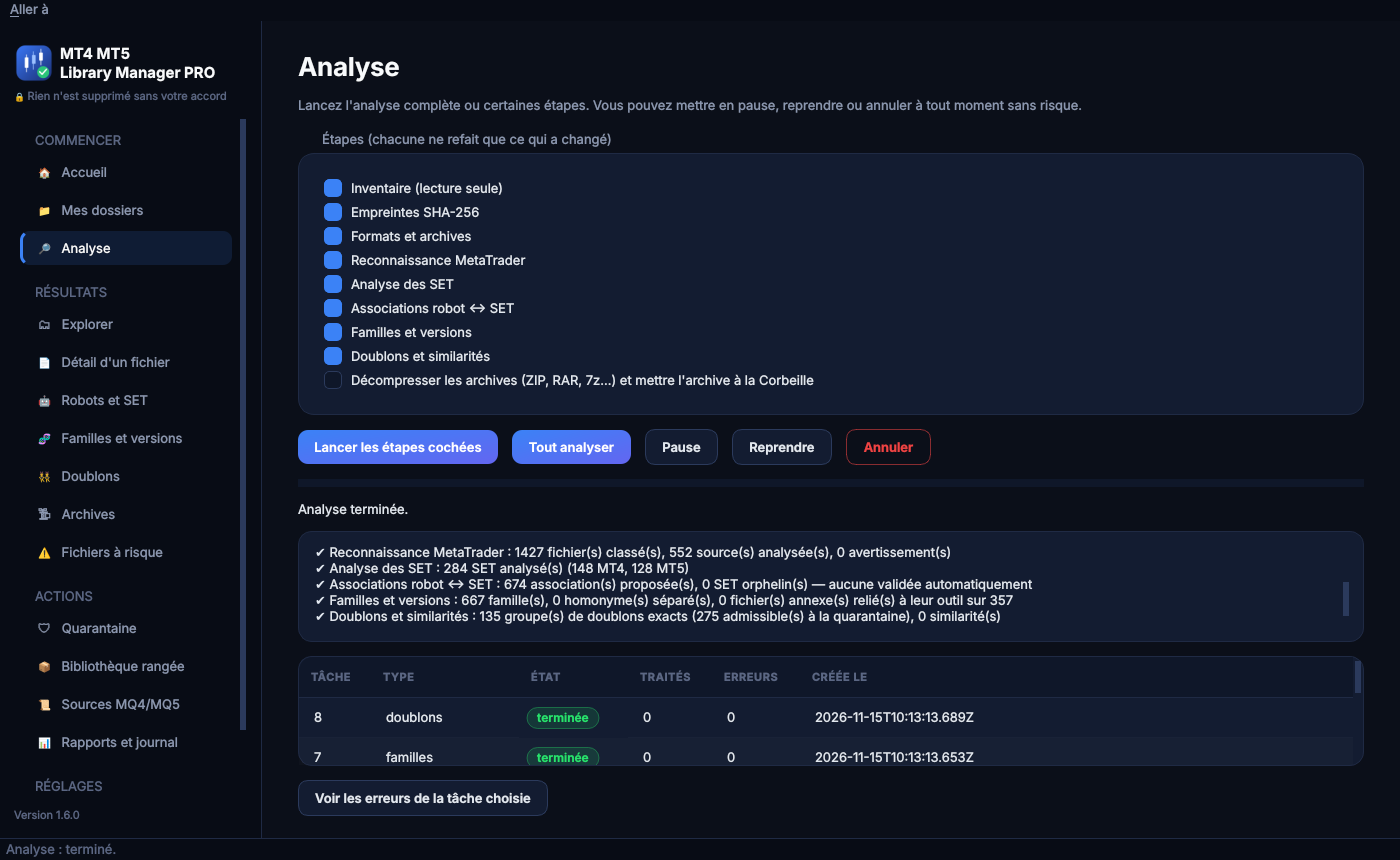 Aller à
MT4 MT5
Library Manager PRO
Rien n'est supprimé sans votre accord
COMMENCER
Accueil
Mes dossiers
Analyse
RÉSULTATS
Explorer
Détail d'un fichier
Robots et SET
Familles et versions
Doublons
Archives
Fichiers à risque
ACTIONS
Quarantaine
Bibliothèque rangée
Sources MQ4/MQ5
Rapports et journal
RÉGLAGES
Version 1.6.0
Analyse
Lancez l'analyse complète ou certaines étapes. Vous pouvez mettre en pause, reprendre ou annuler à tout moment sans risque.
Étapes (chacune ne refait que ce qui a changé)
Inventaire (lecture seule)
Empreintes SHA-256
Formats et archives
Reconnaissance MetaTrader
Analyse des SET
Associations robot ↔ SET
Familles et versions
Doublons et similarités
Décompresser les archives (ZIP, RAR, 7z...) et mettre l'archive à la Corbeille
Lancer les étapes cochées Tout analyser Pause Reprendre Annuler
Analyse terminée.
✔ Reconnaissance MetaTrader : 1427 fichier(s) classé(s), 552 source(s) analysée(s), 0 avertissement(s)
✔ Analyse des SET : 284 SET analysé(s) (148 MT4, 128 MT5)
✔ Associations robot ↔ SET : 674 association(s) proposée(s), 0 SET orphelin(s) — aucune validée automatiquement
✔ Familles et versions : 667 famille(s), 0 homonyme(s) séparé(s), 0 fichier(s) annexe(s) relié(s) à leur outil sur 357
✔ Doublons et similarités : 135 groupe(s) de doublons exacts (275 admissible(s) à la quarantaine), 0 similarité(s)
TÂCHE TYPE ÉTAT TRAITÉS ERREURS CRÉÉE LE
8 doublons terminée 0 0 2026-11-15T10:13:13.689Z
7 familles terminée 0 0 2026-11-15T10:13:13.653Z
Voir les erreurs de la tâche choisie
Analyse : terminé.